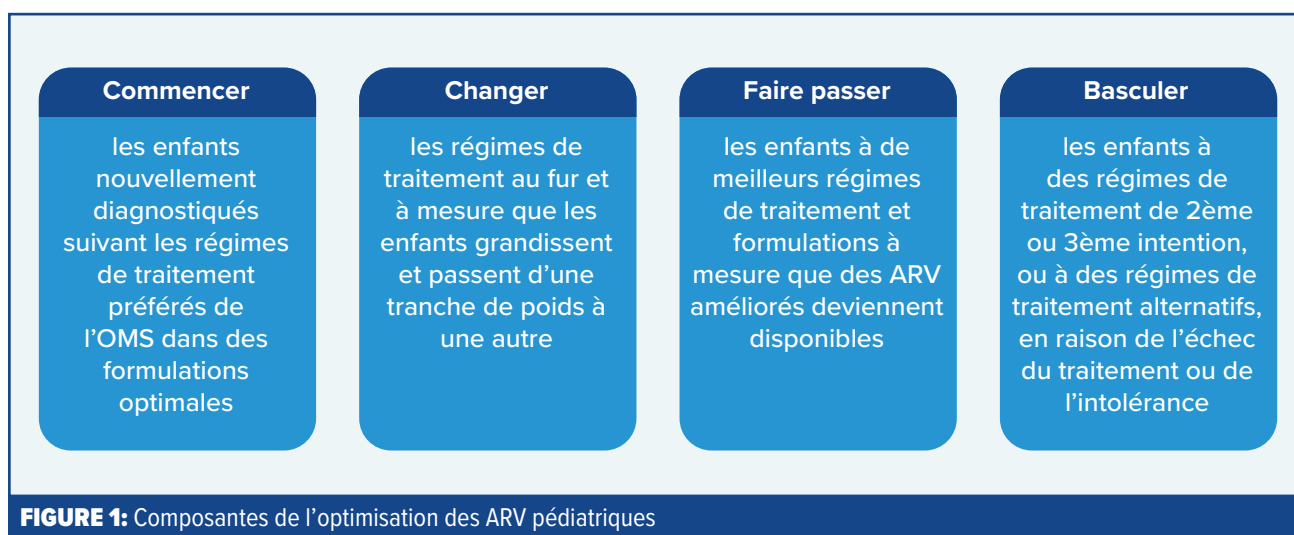 Commencer
les enfants
nouvellement
diagnostiqués
suivant les régimes
de traitement
préférés de
l’OMS dans des
formulations
optimales
Changer
les régimes de
traitement au fur et
à mesure que les
enfants grandissent
et passent d’une
tranche de poids à
une autre
Faire passer
les enfants à de
meilleurs régimes
de traitement et
formulations à
mesure que des ARV
améliorés deviennent
disponibles
Basculer
les enfants à
des régimes de
traitement de 2ème
ou 3ème intention,
ou à des régimes de
traitement alternatifs,
en raison de l’échec
du traitement ou de
l’intolérance
FIGURE 1: Composantes de l’optimisation des ARV pédiatriques